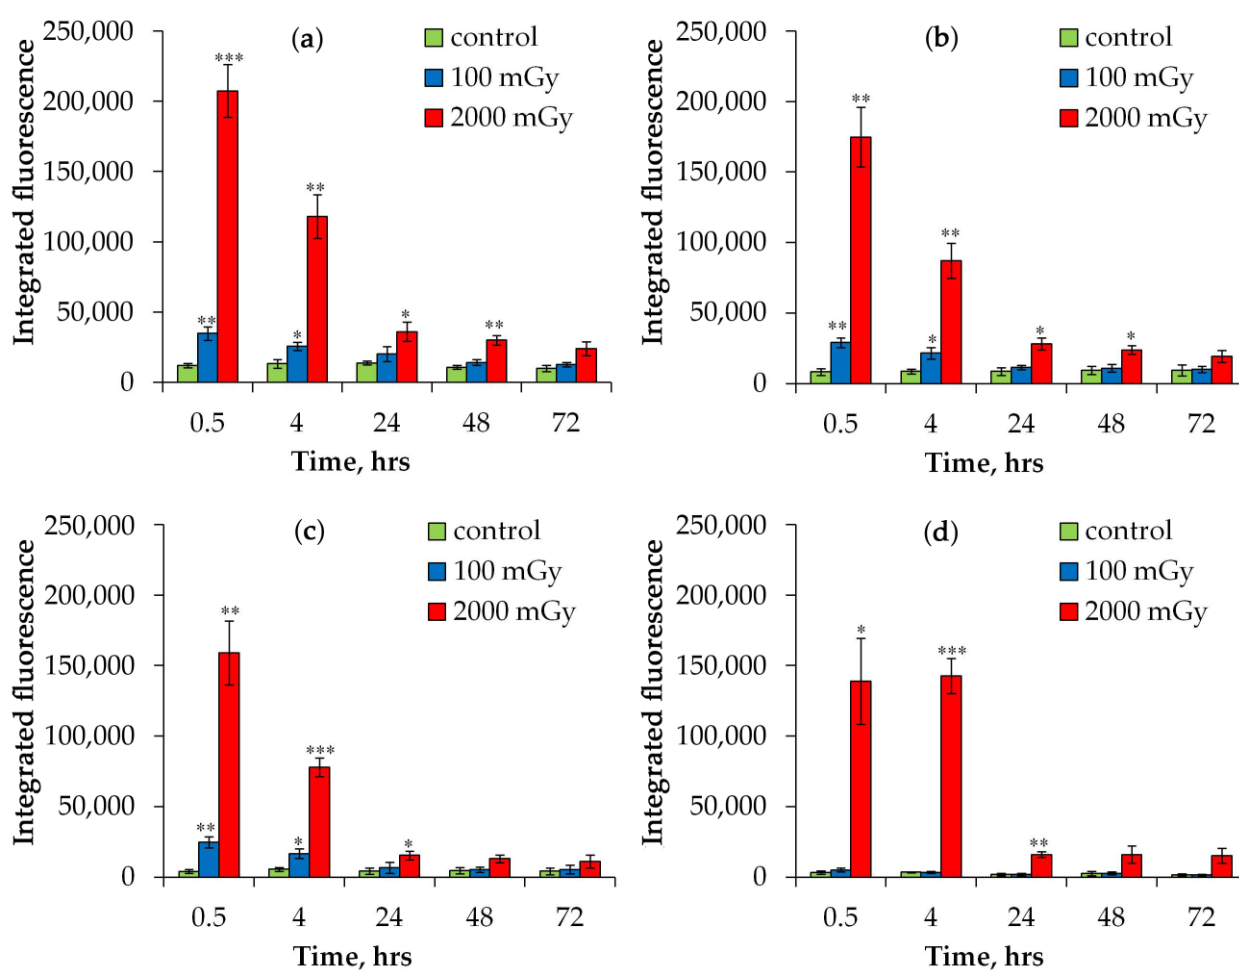 (a)
control
100 mGy
2000 mGy
Integrated fluorescence
250,000
200,000
150,000
100,000
50,000
0
***
**
**
*
*
**
0.5 4 24 48 72
Time, hrs
(b)
control
100 mGy
2000 mGy
Integrated fluorescence
250,000
200,000
150,000
100,000
50,000
0
**
**
**
*
*
*
0.5 4 24 48 72
Time, hrs
(c)
control
100 mGy
2000 mGy
Integrated fluorescence
250,000
200,000
150,000
100,000
50,000
0
**
***
**
*
*
0.5 4 24 48 72
Time, hrs
(d)
control
100 mGy
2000 mGy
Integrated fluorescence
250,000
200,000
150,000
100,000
50,000
0
*
***
**
0.5 4 24 48 72
Time, hrs